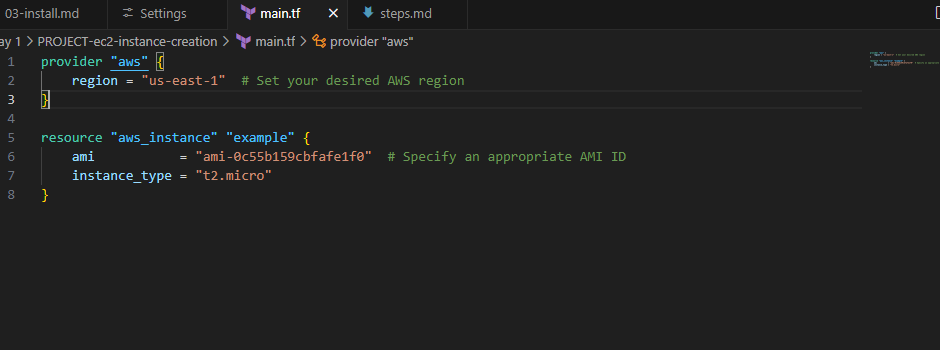 03-install.md Settings main.tf steps.md
ay 1 > PROJECT-ec2-instance-creation > main.tf > provider "aws"
1 provider "aws" {
2     region = "us-east-1"  # Set your desired AWS region
3 }
4
5 resource "aws_instance" "example" {
6     ami           = "ami-0c55b159cbfafe1f0"  # Specify an appropriate AMI ID
7     instance_type = "t2.micro"
8 }